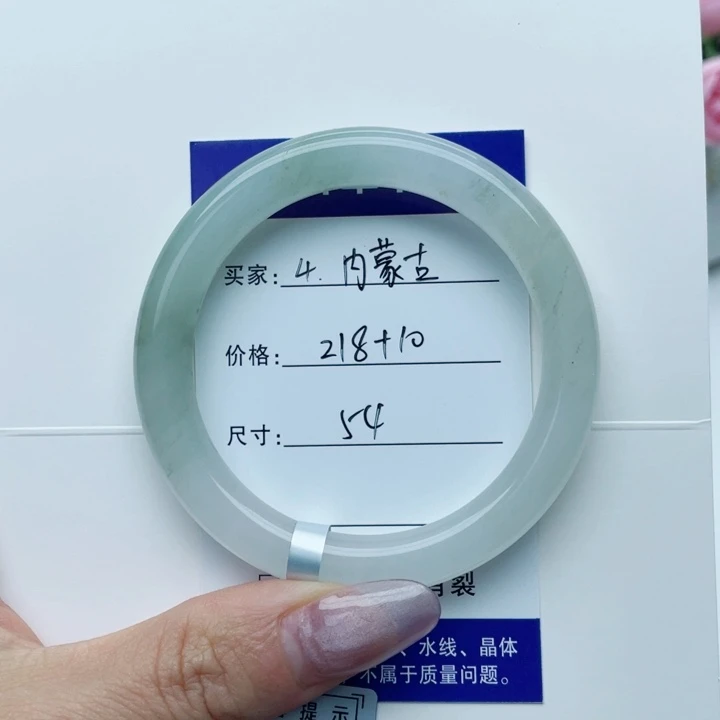 买家: 4. 内蒙古
价格: 218+10
尺寸: 54
裂
、水线、晶体
不属于质量问题。
提示